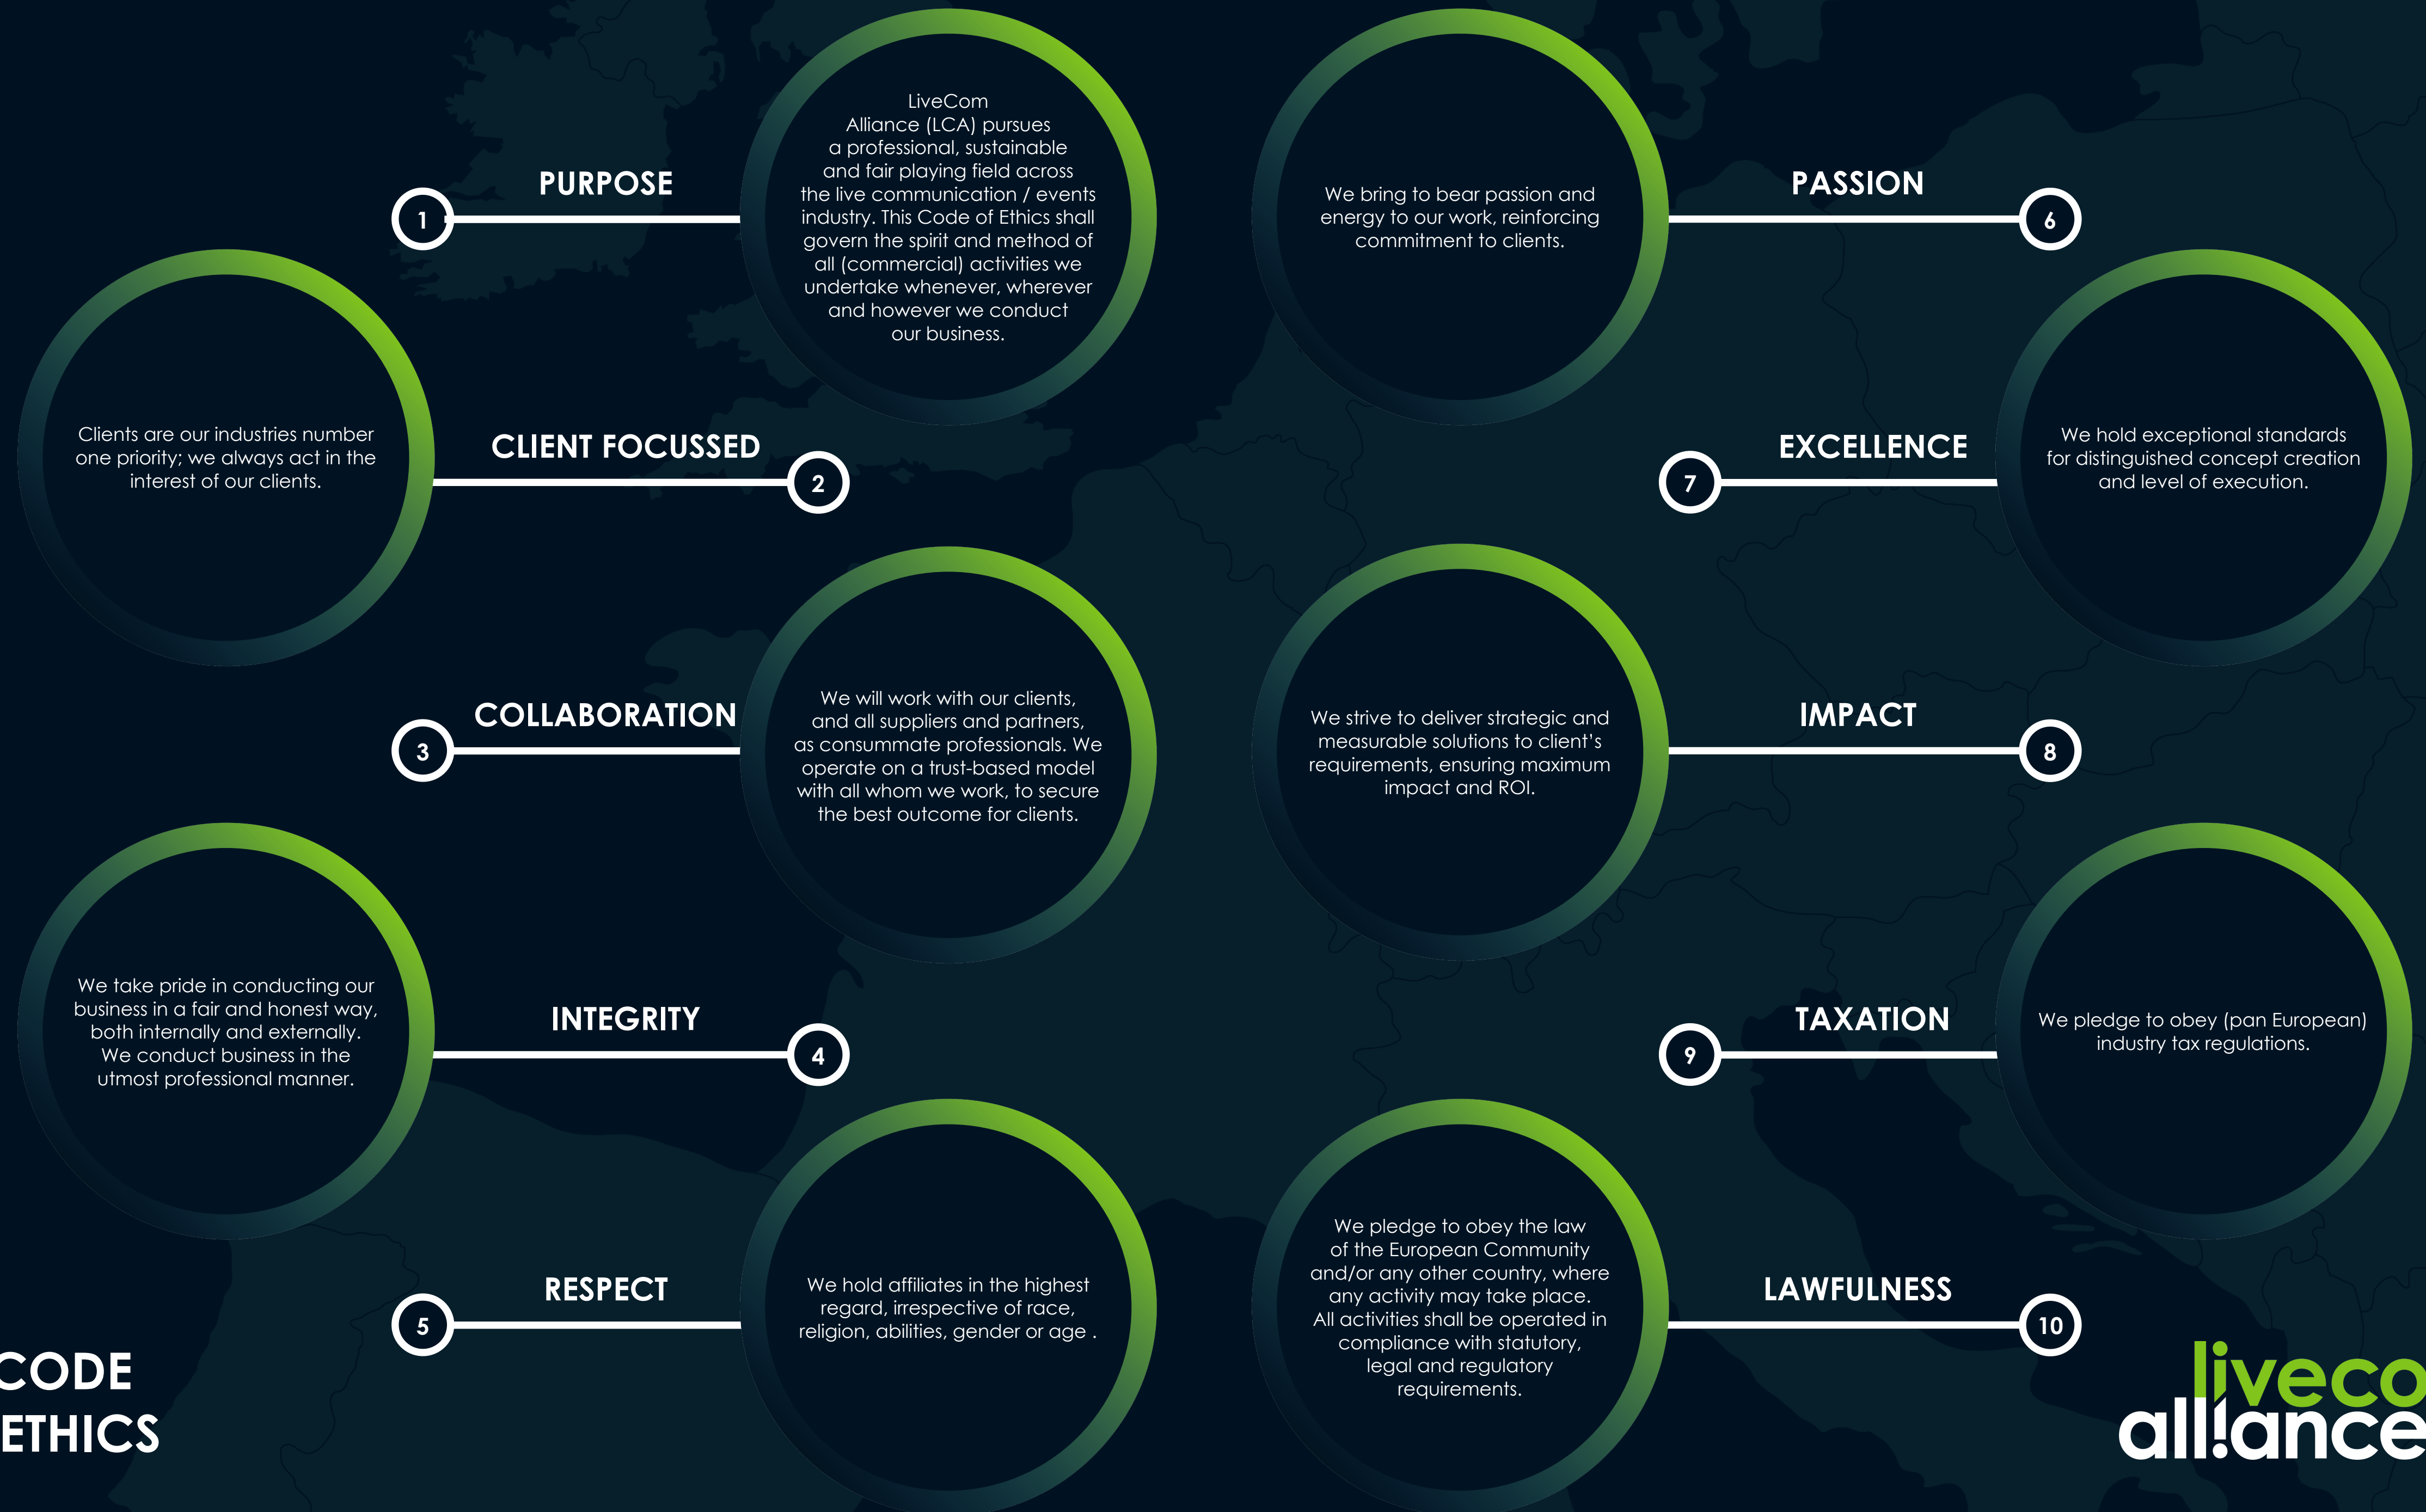 PURPOSE
1
LiveCom
Alliance (LCA) pursues
a professional, sustainable
and fair playing field across
the live communication / events
industry. This Code of Ethics shall
govern the spirit and method of
all (commercial) activities we
undertake whenever, wherever
and however we conduct
our business.
Clients are our industries number
one priority; we always act in the
interest of our clients.
CLIENT FOCUSSED
2
COLLABORATION
3
We will work with our clients,
and all suppliers and partners,
as consummate professionals. We
operate on a trust-based model
with all whom we work, to secure
the best outcome for clients.
We take pride in conducting our
business in a fair and honest way,
both internally and externally.
We conduct business in the
utmost professional manner.
INTEGRITY
4
RESPECT
5
We hold affiliates in the highest
regard, irrespective of race,
religion, abilities, gender or age .
We bring to bear passion and
energy to our work, reinforcing
commitment to clients.
PASSION
6
EXCELLENCE
7
We hold exceptional standards
for distinguished concept creation
and level of execution.
We strive to deliver strategic and
measurable solutions to client's
requirements, ensuring maximum
impact and ROI.
IMPACT
8
TAXATION
9
We pledge to obey (pan European)
industry tax regulations.
We pledge to obey the law
of the European Community
and/or any other country, where
any activity may take place.
All activities shall be operated in
compliance with statutory,
legal and regulatory
requirements.
LAWFULNESS
10
CODE
ETHICS
liveco
alliance